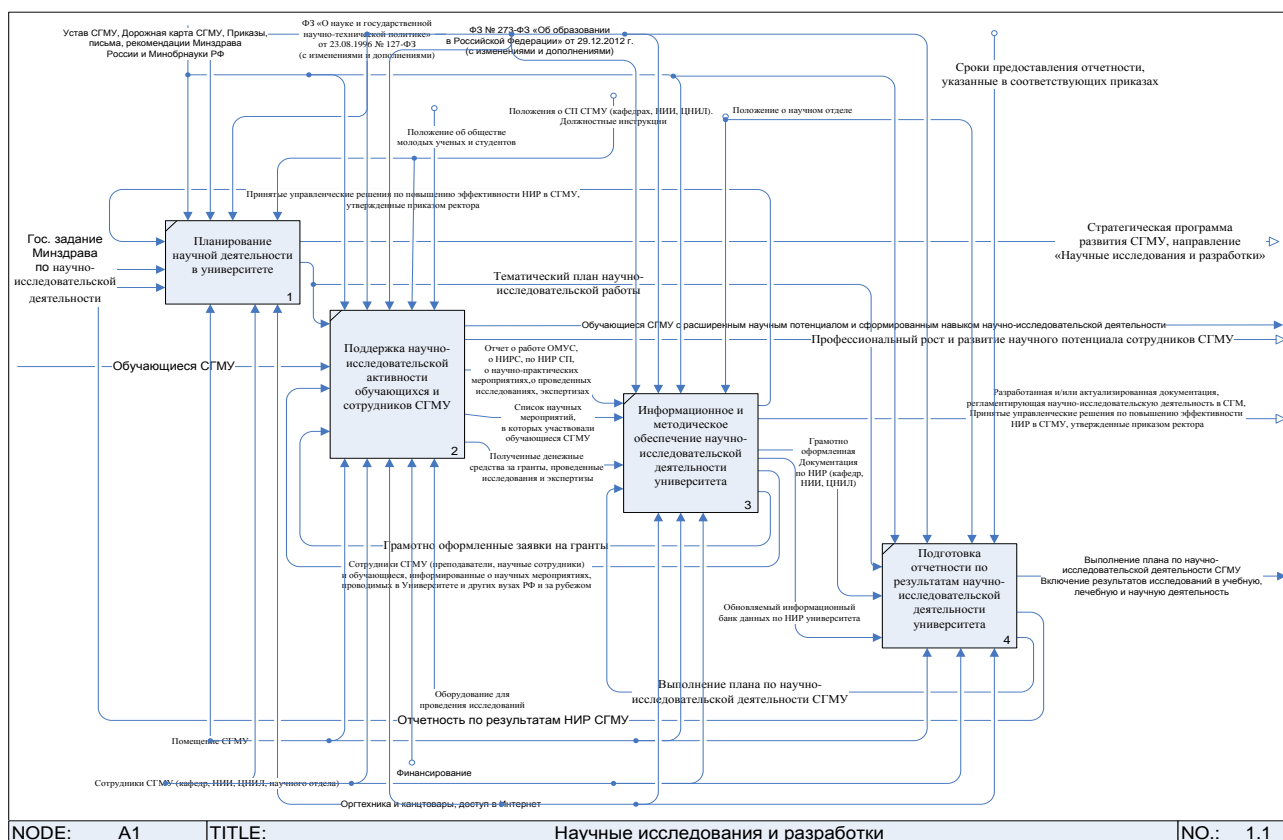 Устав СГМУ, Дорожная карта СГМУ, Приказы,
письма, рекомендации Минздрава
России и Минобрнауки РФ
ФЗ «О науке и государственной
научно-технической политике»
от 23.08.1996 № 127-ФЗ
(с изменениями и дополнениями)
ФЗ № 273-ФЗ «Об образовании
в Российской Федерации» от 29.12.2012 г.
(с изменениями и дополнениями)
Сроки предоставления отчетности,
указанные в соответствующих приказах
Положение об обществе
молодых ученых и студентов
Положения о СП СГМУ (кафедрах, НИИ, ЦНИЛ).
Должностные инструкции
Положение о научном отделе
Принятые управленческие решения по повышению эффективности НИР в СГМУ,
утвержденные приказом ректора
Гос. задание
Минздрава
по научно-
исследовательской
деятельности
Планирование
научной деятельности
в университете
1
Стратегическая программа
развития СГМУ, направление
«Научные исследования и разработки»
Тематический план научно-
исследовательской работы
Обучающиеся СГМУ с расширенным научным потенциалом и сформированным навыком научно-исследовательской деятельности
Профессиональный рост и развитие научного потенциала сотрудников СГМУ
Обучающиеся СГМУ
Поддержка научно-
исследовательской
активности
обучающихся и
сотрудников СГМУ
2
Отчет о работе ОМУС,
о НИРС, по НИР СП,
о научно-практических
мероприятиях,о проведенных
исследованиях, экспертизах
Список научных
мероприятий,
в которых участвовали
обучающиеся СГМУ
Полученные денежные
средства за гранты, проведенные
исследования и экспертизы
Информационное и
методическое
обеспечение научно-
исследовательской
деятельности
университета
3
Разработанная и/или актуализированная документация,
регламентирующая научно-исследовательскую деятельность в СГМ,
Принятые управленческие решения по повышению эффективности
НИР в СГМУ, утвержденные приказом ректора
Грамотно
оформленная
Документация
по НИР (кафедр,
НИИ, ЦНИЛ)
Грамотно оформленные заявки на гранты
Сотрудники СГМУ (преподаватели, научные сотрудники)
и обучающиеся, информированные о научных мероприятиях,
проводимых в Университете и других вузах РФ и за рубежом
Обновляемый информационный
банк данных по НИР университета
Подготовка
отчетности по
результатам научно-
исследовательской
деятельности
университета
4
Выполнение плана по научно-
исследовательской деятельности СГМУ
Включение результатов исследований в учебную,
лечебную и научную деятельность
Выполнение плана по научно-
исследовательской деятельности СГМУ
Оборудование для
проведения исследований
Отчетность по результатам НИР СГМУ
Помещение СГМУ
Финансирование
Сотрудники СГМУ (кафедр, НИИ, ЦНИЛ, научного отдела)
Оргтехника и канцтовары, доступ в Интернет
NODE: A1 TITLE: Научные исследования и разработки NO.: 1.1